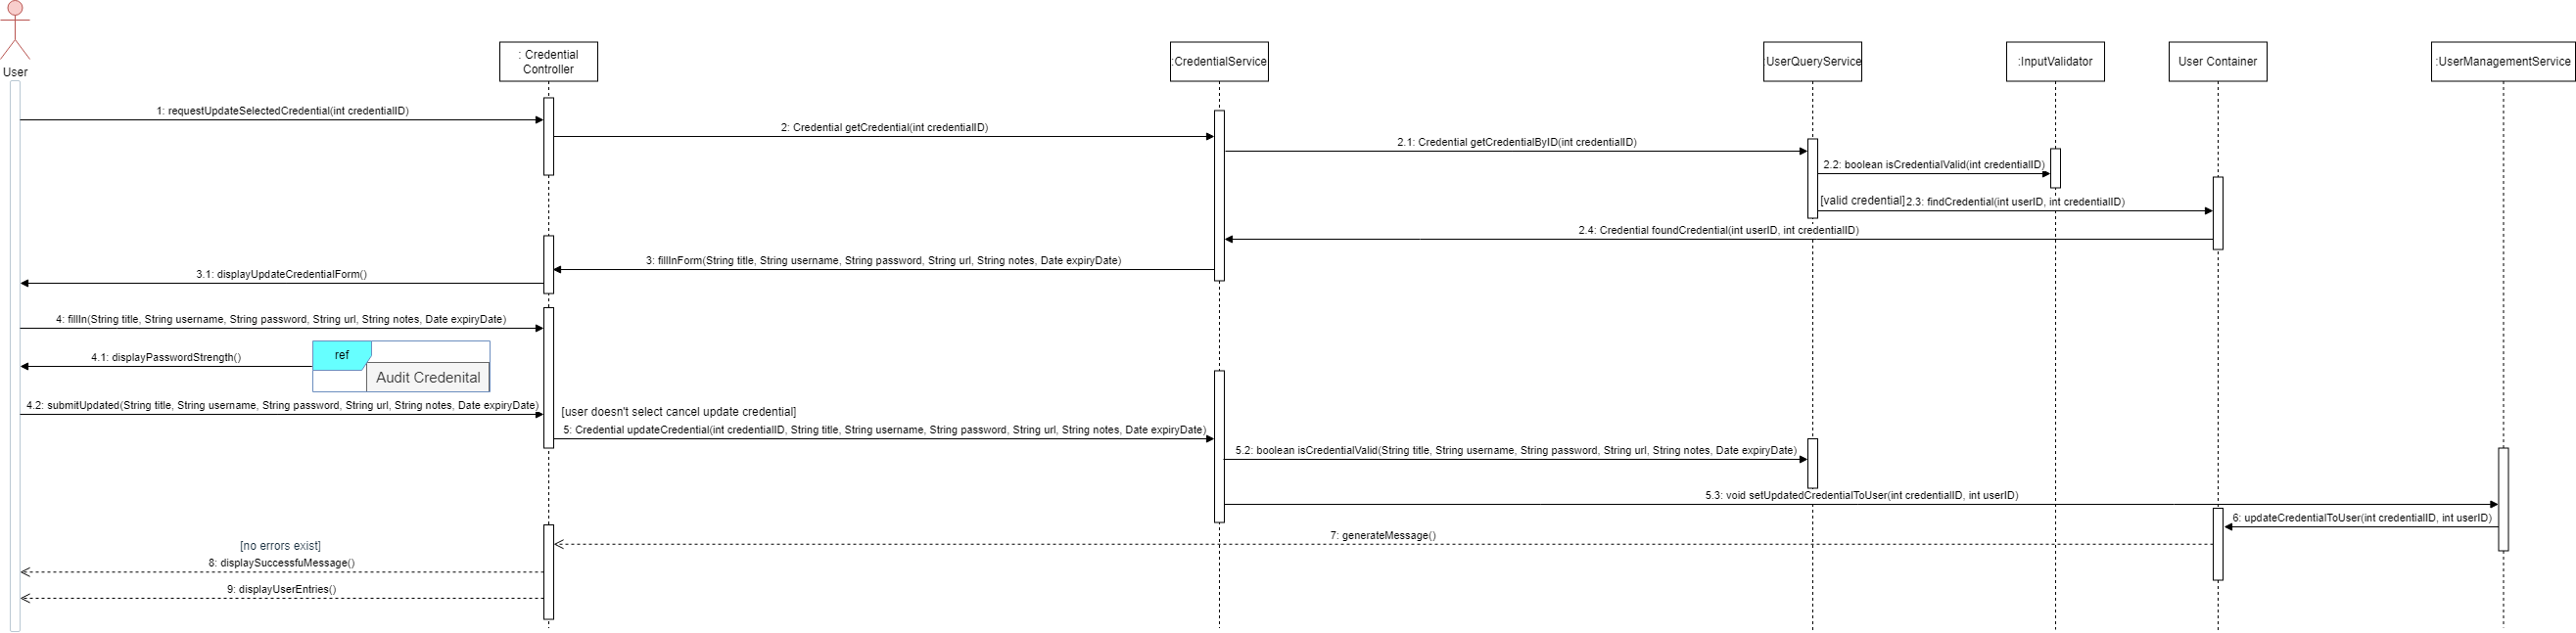 User
: Credential
Controller
:CredentialService
:UserQueryService
:InputValidator
User Container
:UserManagementService
1: requestUpdateSelectedCredential(int credentialID)
2: Credential getCredential(int credentialID)
2.1: Credential getCredentialByID(int credentialID)
2.2: boolean isCredentialValid(int credentialID)
[valid credential]
2.3: findCredential(int userID, int credentialID)
2.4: Credential foundCredential(int userID, int credentialID)
3: fillInForm(String title, String username, String password, String url, String notes, Date expiryDate)
3.1: displayUpdateCredentialForm()
4: fillIn(String title, String username, String password, String url, String notes, Date expiryDate)
ref
4.1: displayPasswordStrength()
Audit Credenital
4.2: submitUpdated(String title, String username, String password, String url, String notes, Date expiryDate)
[user doesn't select cancel update credential]
5: Credential updateCredential(int credentialID, String title, String username, String password, String url, String notes, Date expiryDate)
5.2: boolean isCredentialValid(String title, String username, String password, String url, String notes, Date expiryDate)
5.3: void setUpdatedCredentialToUser(int credentialID, int userID)
6: updateCredentialToUser(int credentialID, int userID)
7: generateMessage()
[no errors exist]
8: displaySuccessfuMessage()
9: displayUserEntries()